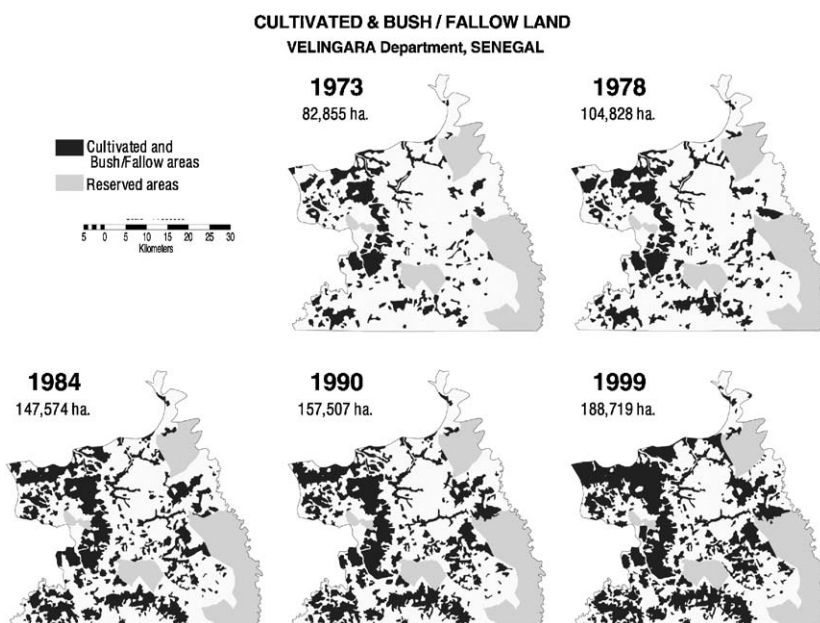 CULTIVATED & BUSH / FALLOW LAND
VELINGARA Department, SENEGAL
1973
82,855 ha.
1978
104,828 ha.
Cultivated and
Bush/Fallow areas
Reserved areas
5 0 5 10 15 20 25 30
Kilometers
1984
147,574 ha.
1990
157,507 ha.
1999
188,719 ha.